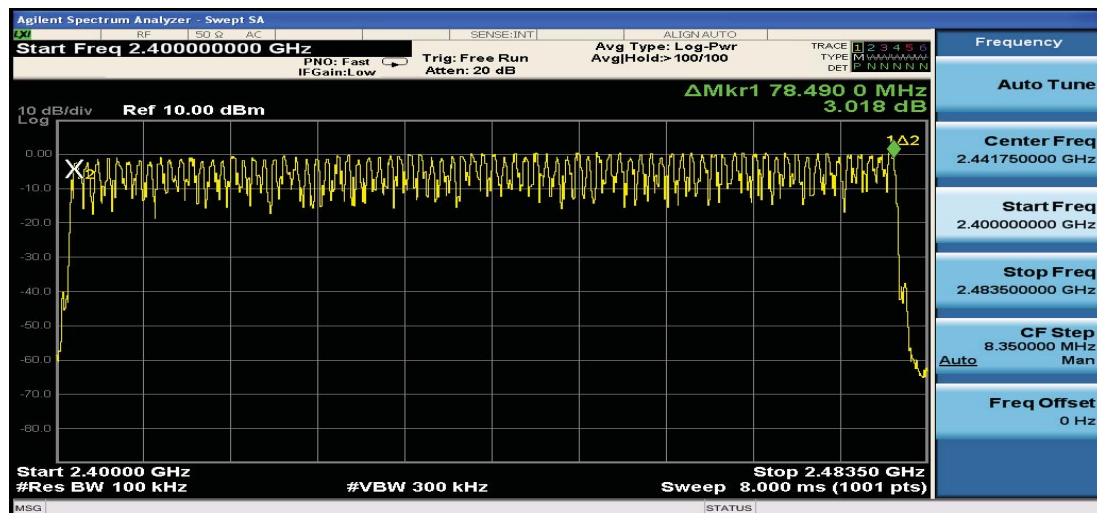 Agilent Spectrum Analyzer - Swept SA
LXI RF 50 Ω AC SENSE:INT ALIGN AUTO
Start Freq 2.400000000 GHz
PNO: Fast
IFGain:Low
Trig: Free Run
Atten: 20 dB
Avg Type: Log-Pwr
Avg|Hold:>100/100
TRACE 1 2 3 4 5 6
TYPE M
DET P N N N N N
ΔMkr1 78.490 0 MHz
3.018 dB
10 dB/div Ref 10.00 dBm
Log
1Δ2
X2
0.00
-10.0
-20.0
-30.0
-40.0
-50.0
-60.0
-70.0
-80.0
Start 2.40000 GHz Stop 2.48350 GHz
#Res BW 100 kHz #VBW 300 kHz Sweep 8.000 ms (1001 pts)
MSG STATUS
Frequency
Auto Tune
Center Freq
2.441750000 GHz
Start Freq
2.400000000 GHz
Stop Freq
2.483500000 GHz
CF Step
8.350000 MHz
Auto Man
Freq Offset
0 Hz